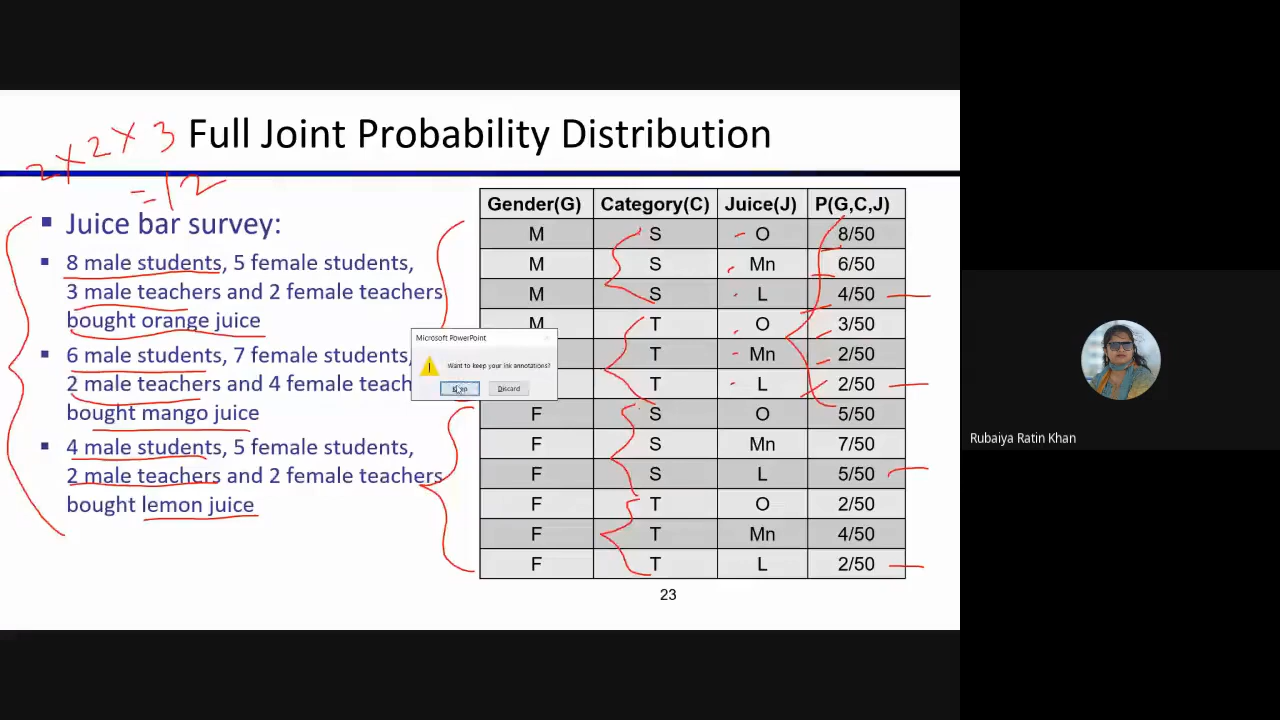 2 x 2 x 3
= 12
Full Joint Probability Distribution
▪ Juice bar survey:
▪ 8 male students, 5 female students,
3 male teachers and 2 female teachers
bought orange juice
▪ 6 male students, 7 female students,
2 male teachers and 4 female teach
bought mango juice
▪ 4 male students, 5 female students,
2 male teachers and 2 female teachers
bought lemon juice
Gender(G) Category(C) Juice(J) P(G,C,J)
M S O 8/50
M S Mn 6/50
M S L 4/50
M T O 3/50
T Mn 2/50
T L 2/50
F S O 5/50
F S Mn 7/50
F S L 5/50
F T O 2/50
F T Mn 4/50
F T L 2/50
Microsoft PowerPoint
Want to keep your ink annotations?
Discard
23
Rubaiya Ratin Khan